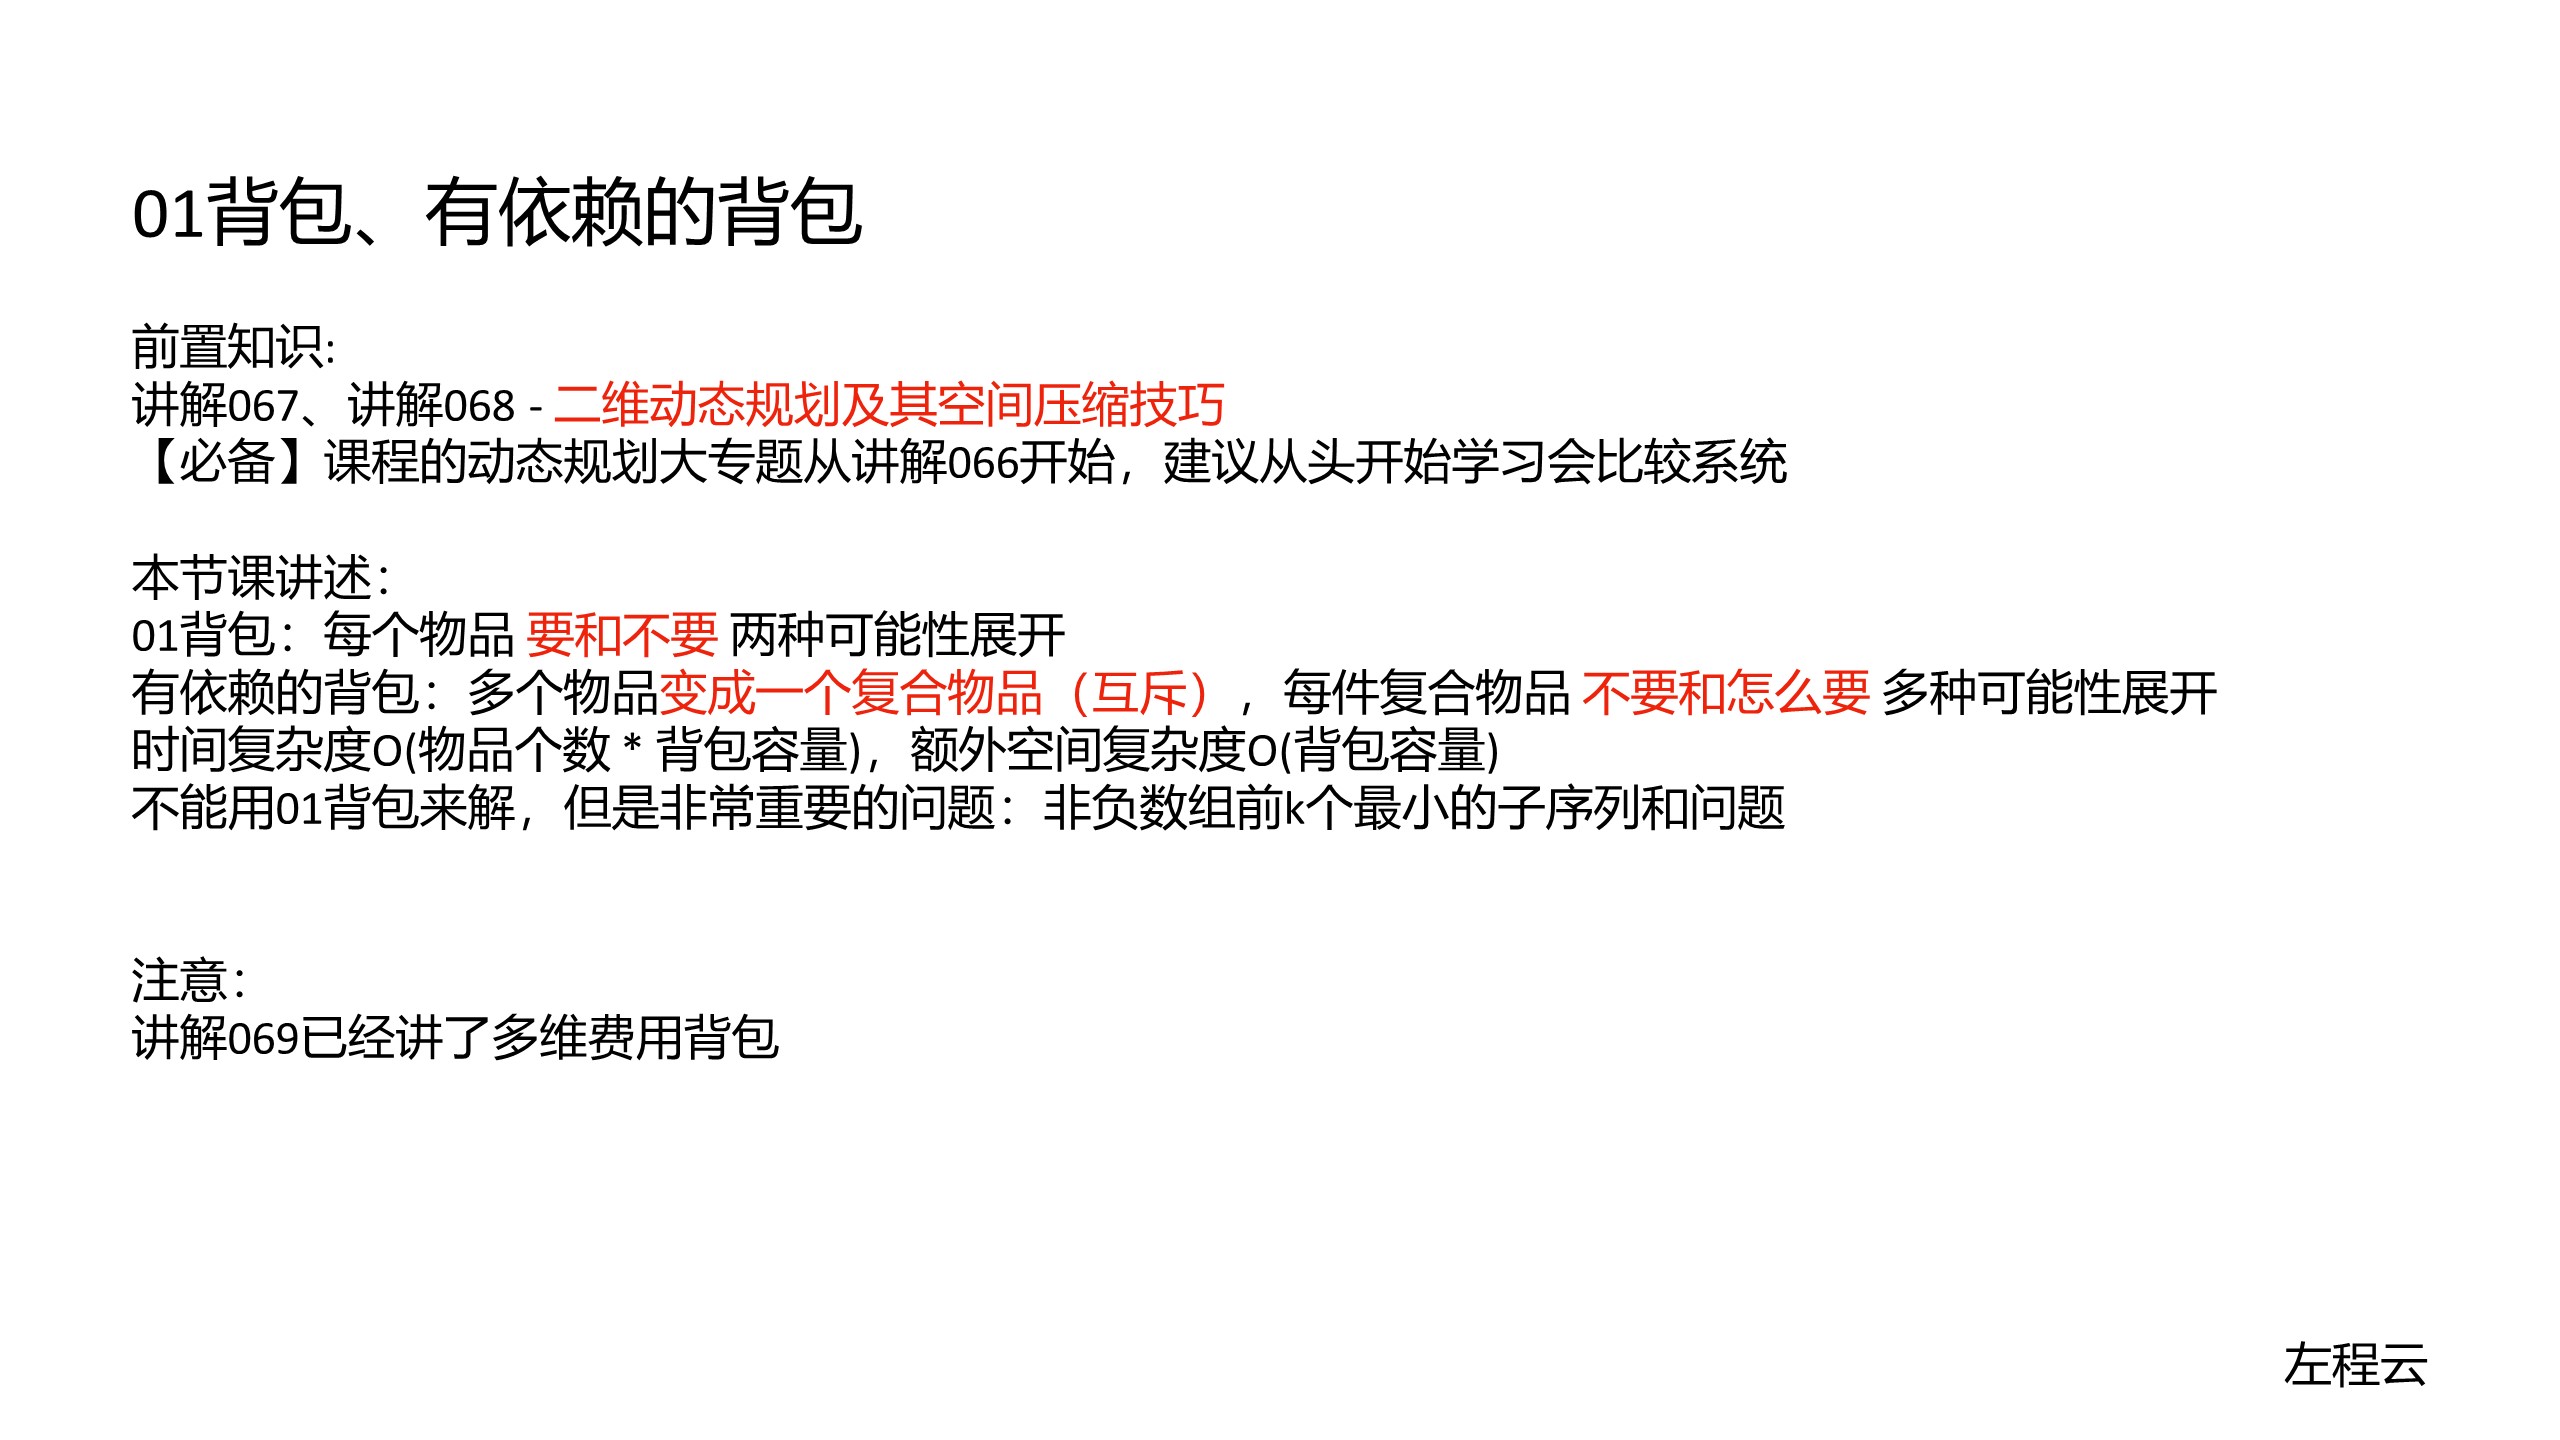 01背包、有依赖的背包
前置知识:
讲解067、讲解068 - 二维动态规划及其空间压缩技巧
【必备】课程的动态规划大专题从讲解066开始，建议从头开始学习会比较系统
本节课讲述：
01背包：每个物品 要和不要 两种可能性展开
有依赖的背包：多个物品变成一个复合物品（互斥），每件复合物品 不要和怎么要 多种可能性展开
时间复杂度O(物品个数 * 背包容量)，额外空间复杂度O(背包容量)
不能用01背包来解，但是非常重要的问题：非负数组前k个最小的子序列和问题
注意：
讲解069已经讲了多维费用背包
左程云